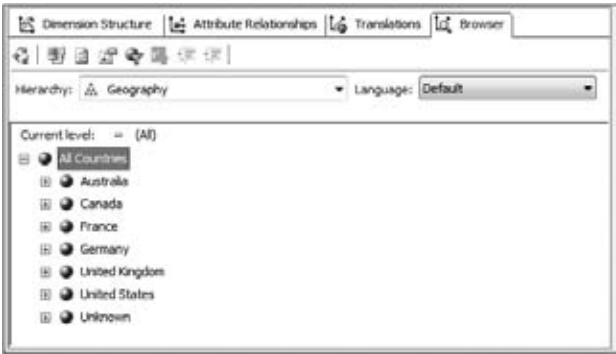 Dimension Structure Attribute Relationships Translations Browser
Hierarchy: Geography Language: Default
Current level: (All)
All Countries
Australia
Canada
France
Germany
United Kingdom
United States
Unknown